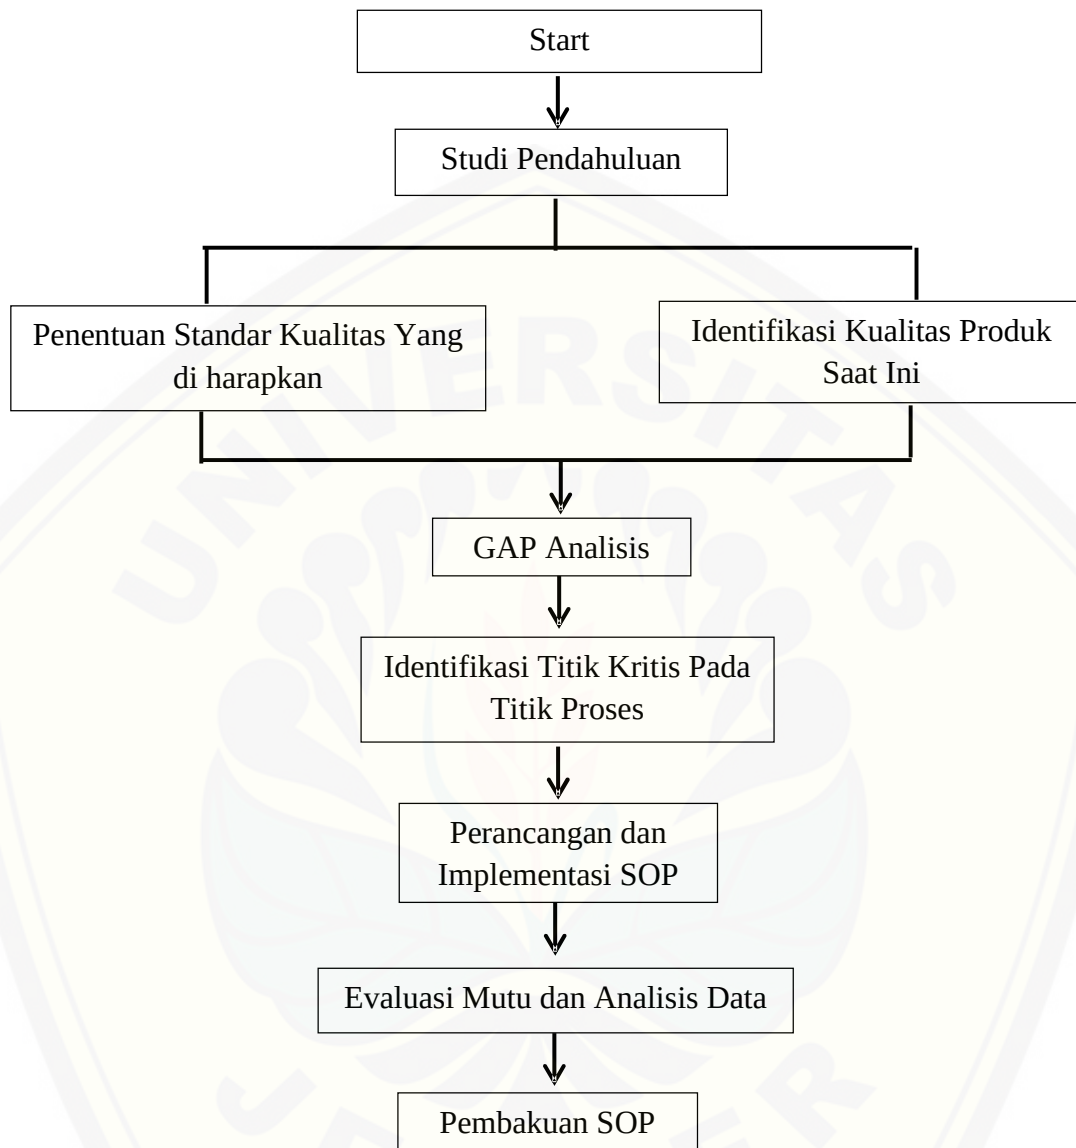 Start
Studi Pendahuluan
Penentuan Standar Kualitas Yang
di harapkan
Identifikasi Kualitas Produk
Saat Ini
UNIVERSITAS
GAP Analisis
Identifikasi Titik Kritis Pada
Titik Proses
Perancangan dan
Implementasi SOP
Evaluasi Mutu dan Analisis Data
Pembakuan SOP